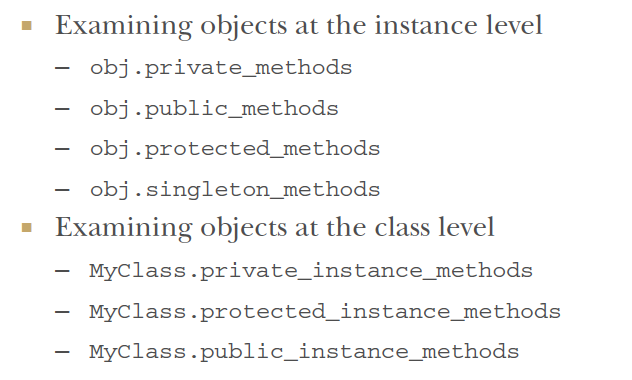 ▪ Examining objects at the instance level
– obj.private_methods
– obj.public_methods
– obj.protected_methods
– obj.singleton_methods
▪ Examining objects at the class level
– MyClass.private_instance_methods
– MyClass.protected_instance_methods
– MyClass.public_instance_methods